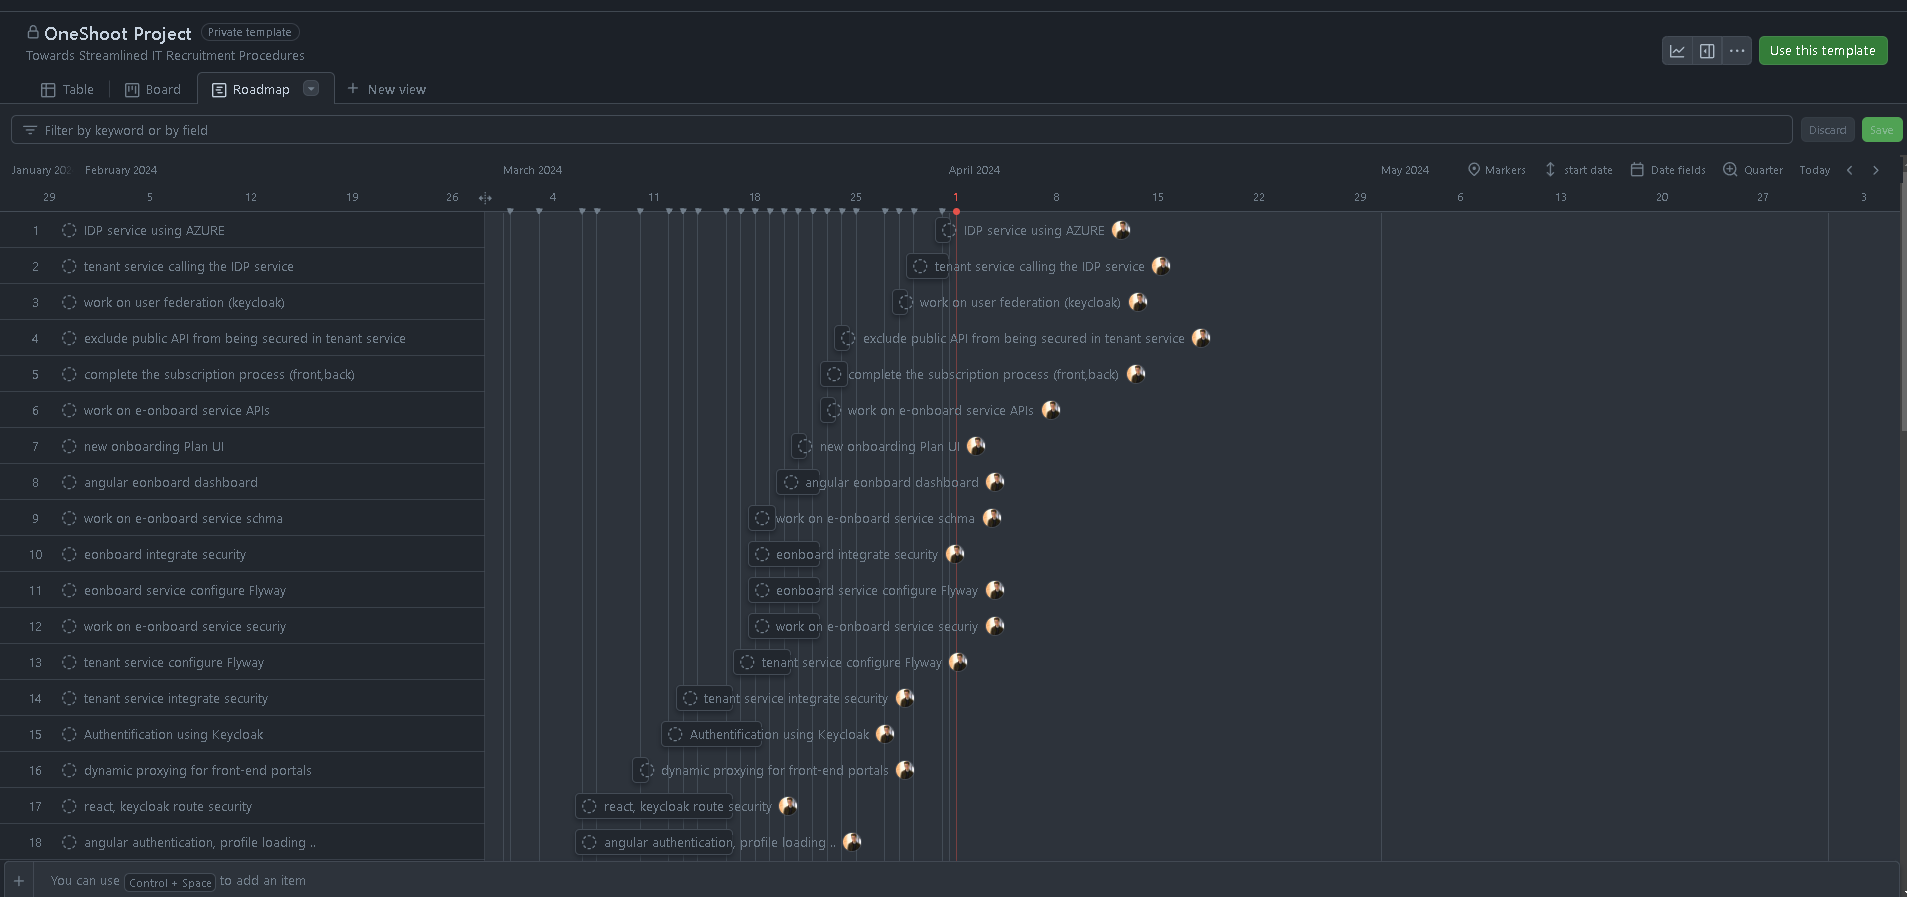 OneShoot Project Private template
Towards Streamlined IT Recruitment Procedures
Use this template
Table Board Roadmap New view
Filter by keyword or by field
Discard Save
January 202 February 2024 March 2024 April 2024 May 2024 Markers start date Date fields Quarter Today
29 5 12 19 26 4 11 18 25 1 8 15 22 29 6 13 20 27 3
1 IDP service using AZURE IDP service using AZURE
2 tenant service calling the IDP service tenant service calling the IDP service
3 work on user federation (keycloak) work on user federation (keycloak)
4 exclude public API from being secured in tenant service exclude public API from being secured in tenant service
5 complete the subscription process (front,back) complete the subscription process (front,back)
6 work on e-onboard service APIs work on e-onboard service APIs
7 new onboarding Plan UI new onboarding Plan UI
8 angular eonboard dashboard angular eonboard dashboard
9 work on e-onboard service schma work on e-onboard service schma
10 eonboard integrate security eonboard integrate security
11 eonboard service configure Flyway eonboard service configure Flyway
12 work on e-onboard service securiy work on e-onboard service securiy
13 tenant service configure Flyway tenant service configure Flyway
14 tenant service integrate security tenant service integrate security
15 Authentification using Keycloak Authentification using Keycloak
16 dynamic proxying for front-end portals dynamic proxying for front-end portals
17 react, keycloak route security react, keycloak route security
18 angular authentication, profile loading .. angular authentication, profile loading ..
+ You can use Control + Space to add an item